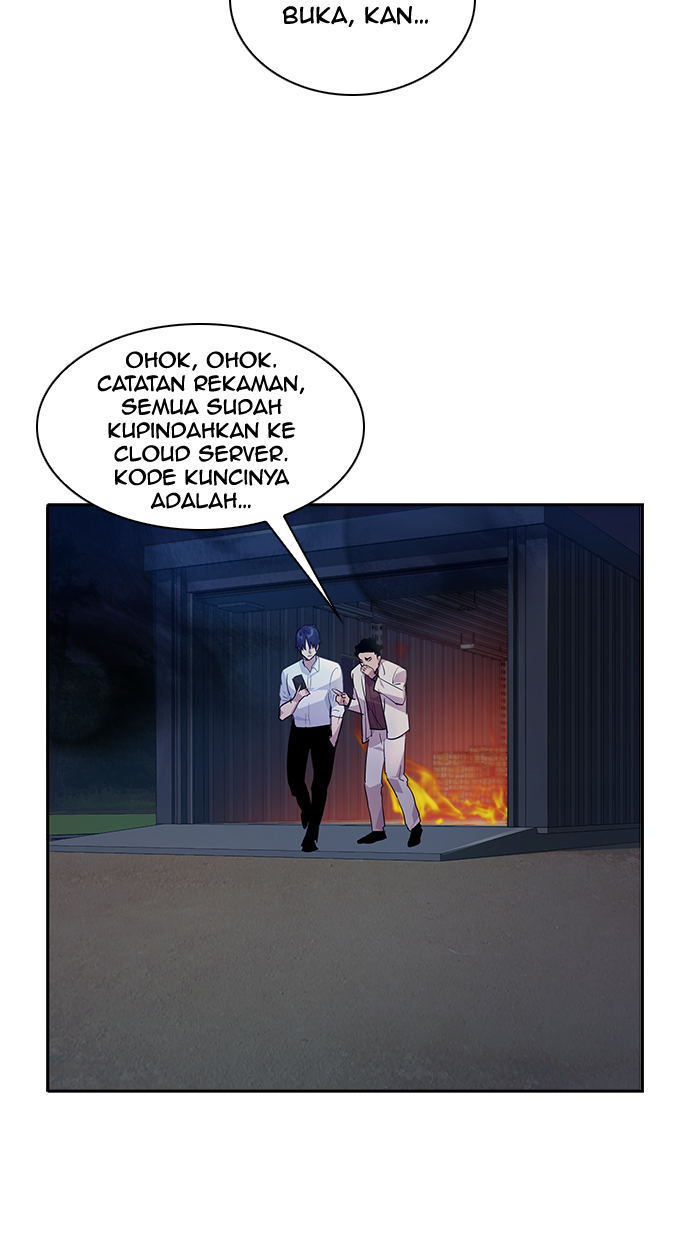 BUKA, KAN...
OHOK, OHOK.
CATATAN REKAMAN,
SEMUA SUDAH
KUPINDAHKAN KE
CLOUD SERVER.
KODE KUNCINYA
ADALAH...